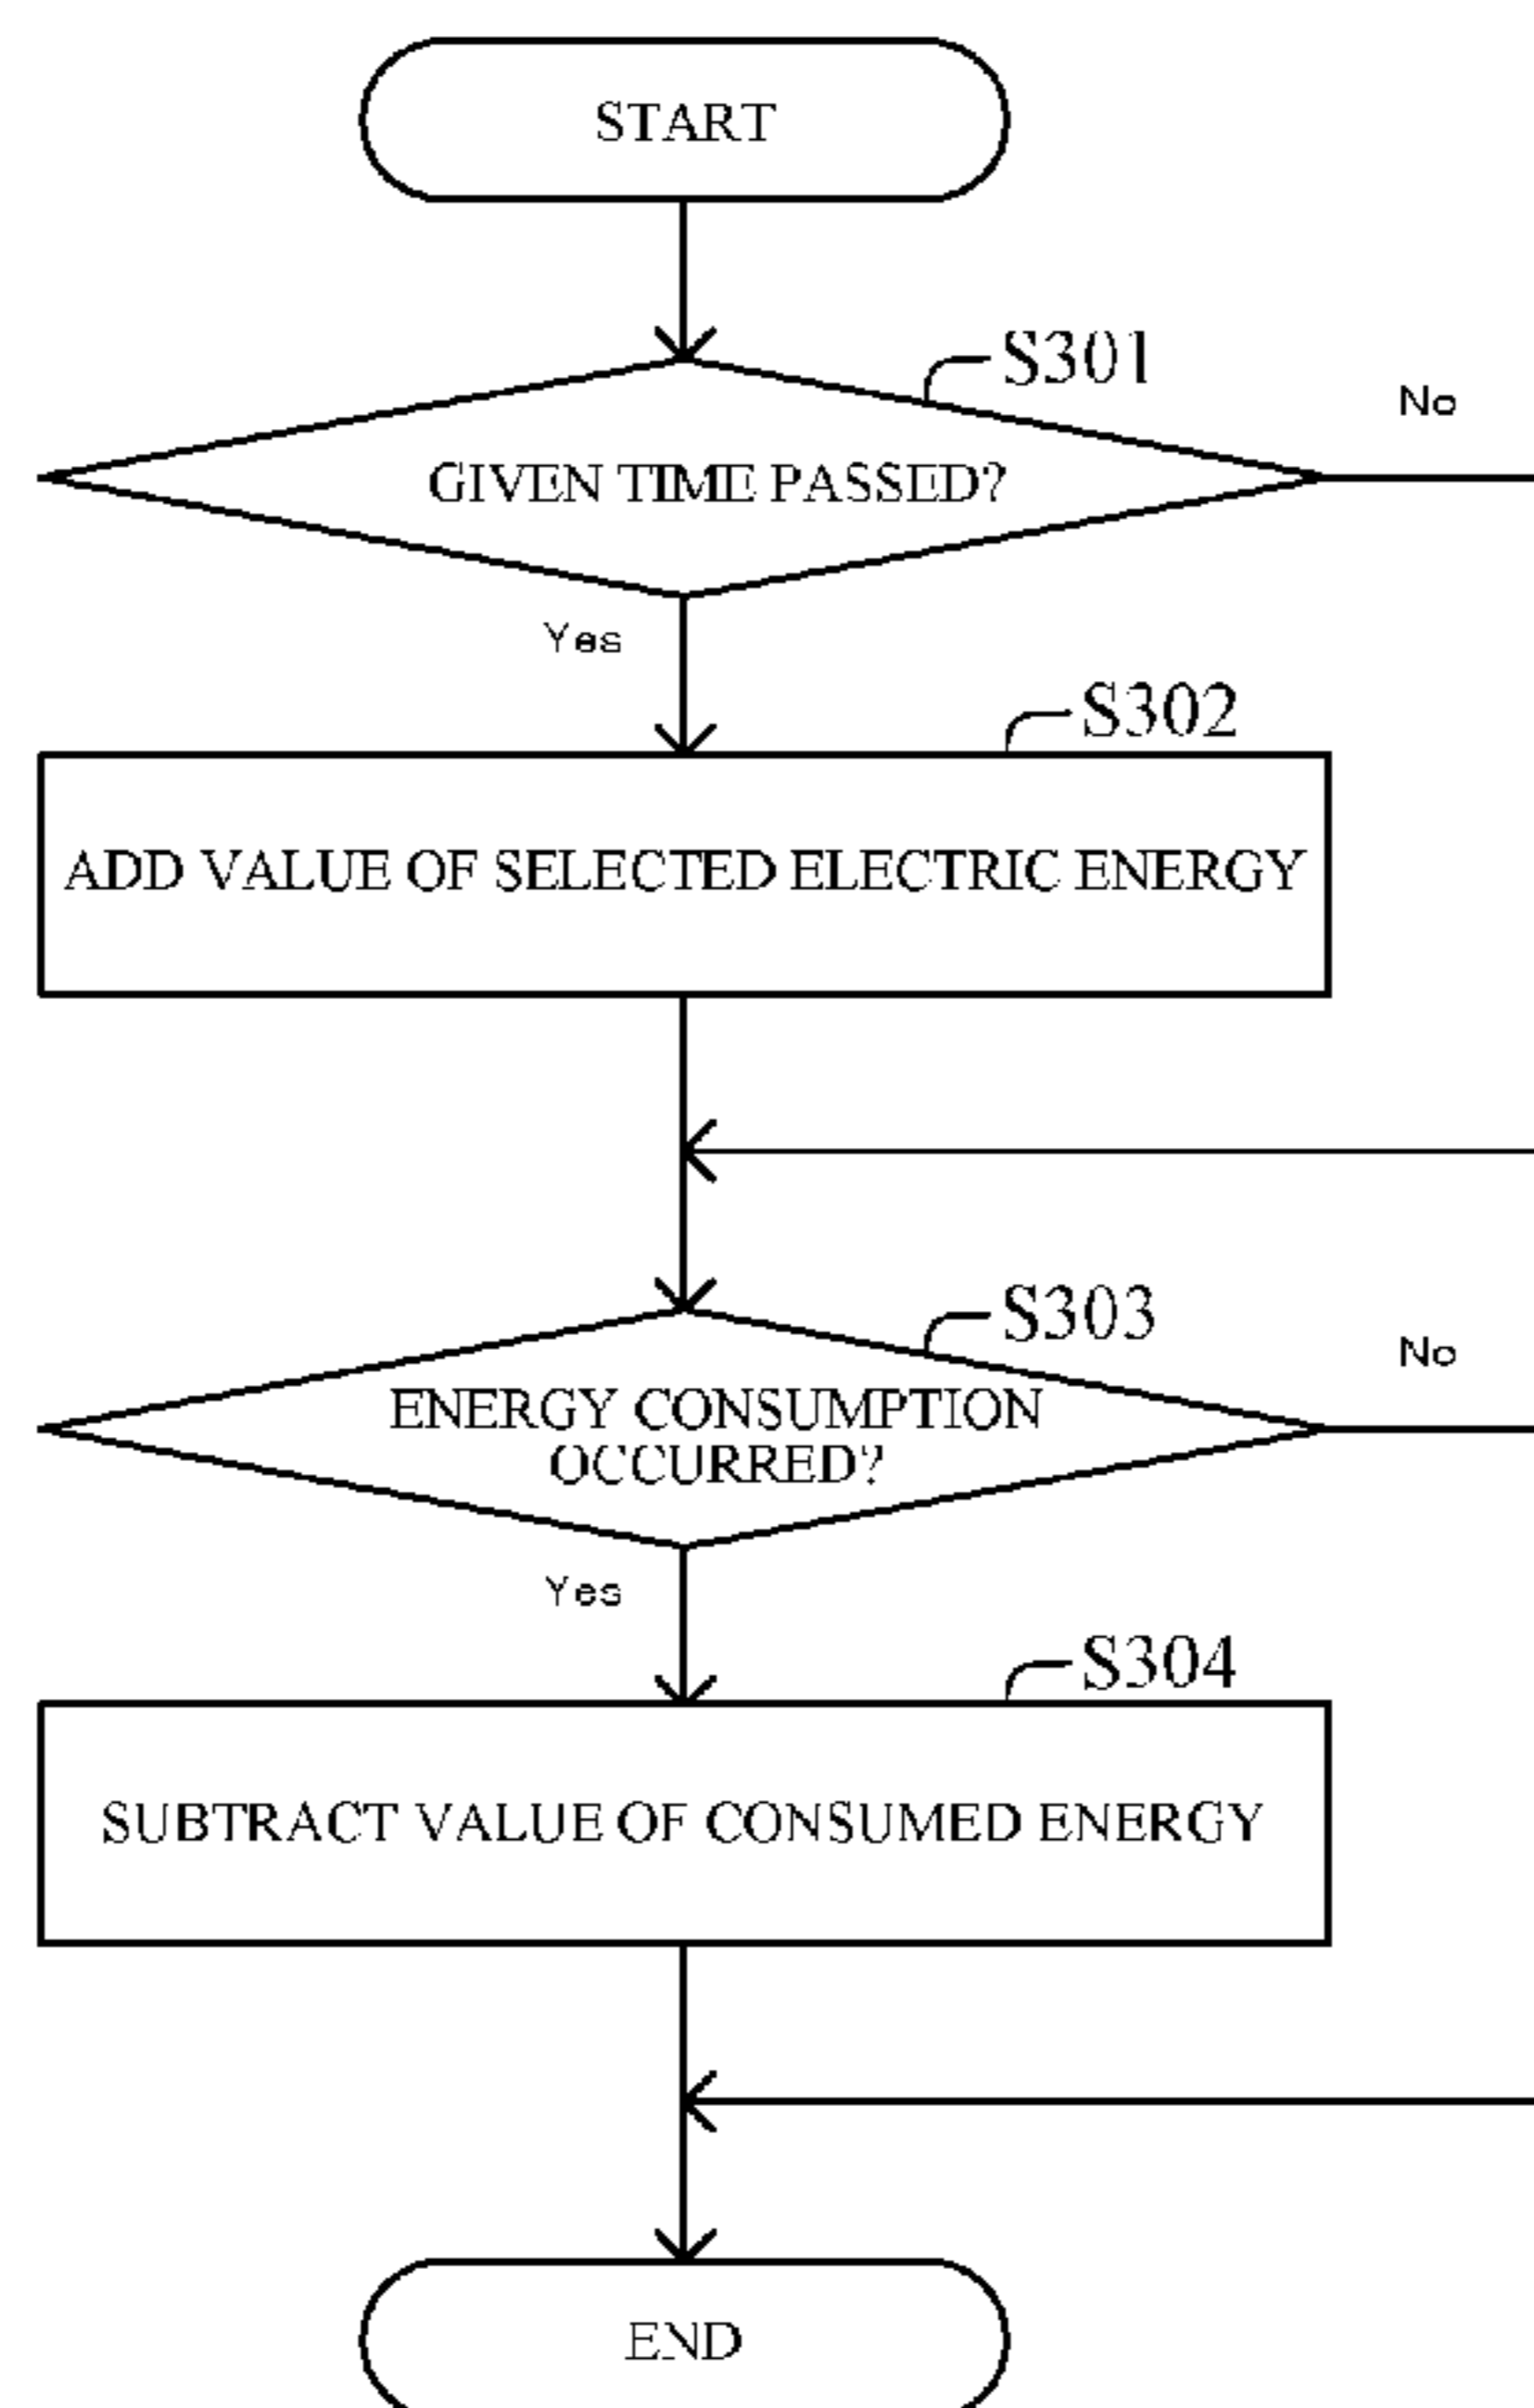 START
S301
No
GIVEN TIME PASSED?
Yes
S302
ADD VALUE OF SELECTED ELECTRIC ENERGY
S303
No
ENERGY CONSUMPTION
OCCURRED?
Yes
S304
SUBTRACT VALUE OF CONSUMED ENERGY
END